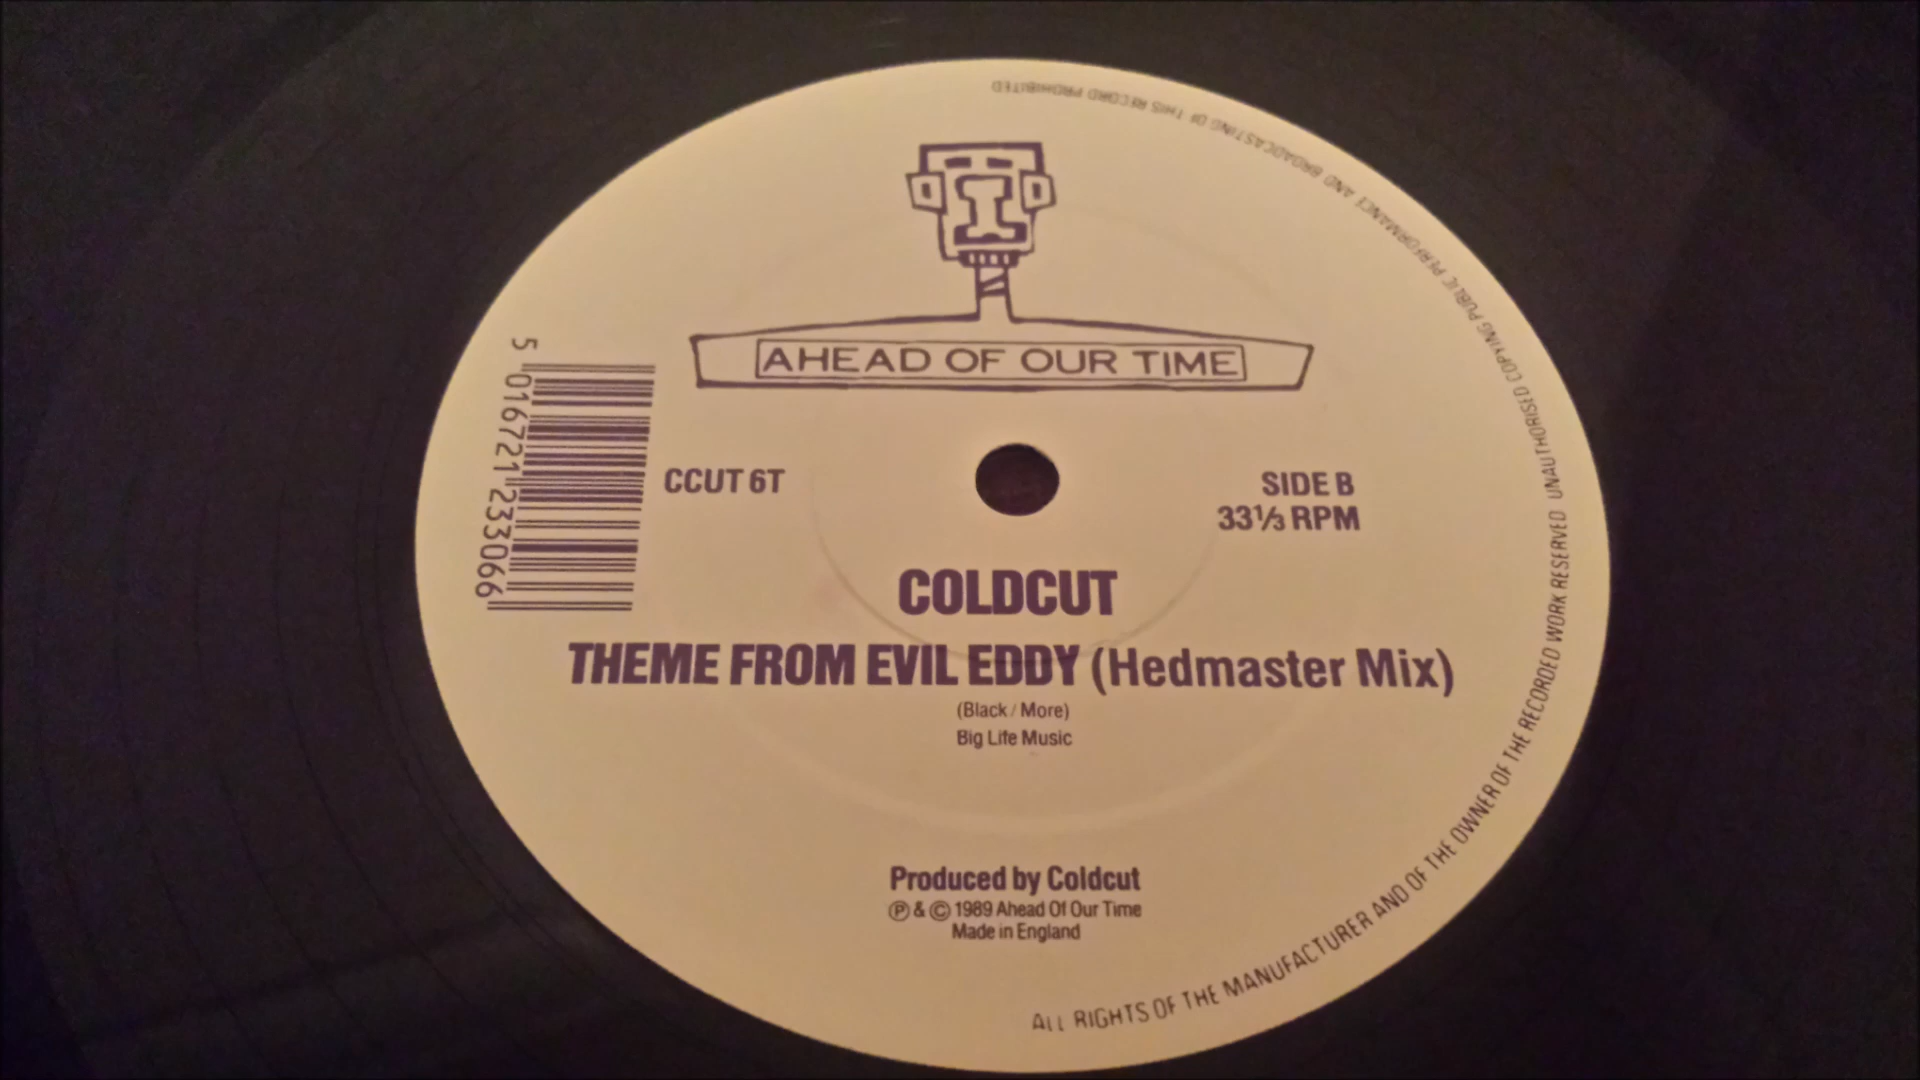 AHEAD OF OUR TIME
5 016721 233066
CCUT 6T
SIDE B
33⅓ RPM
COLDCUT
THEME FROM EVIL EDDY (Hedmaster Mix)
(Black / More)
Big Life Music
Produced by Coldcut
℗ & © 1989 Ahead Of Our Time
Made in England
ALL RIGHTS OF THE MANUFACTURER AND OF THE OWNER OF THE RECORDED WORK RESERVED UNAUTHORISED COPYING PUBLIC PERFORMANCE AND BROADCASTING OF THIS RECORD PROHIBITED